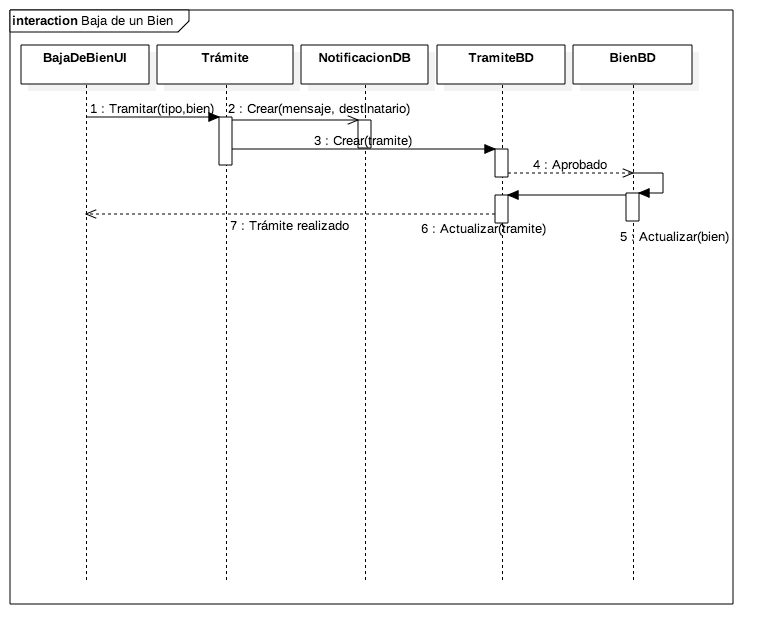 interaction Baja de un Bien
BajaDeBienUI
Trámite
NotificacionDB
TramiteBD
BienBD
1 : Tramitar(tipo,bien)
2 : Crear(mensaje, destinatario)
3 : Crear(tramite)
4 : Aprobado
7 : Trámite realizado
6 : Actualizar(tramite)
5 : Actualizar(bien)